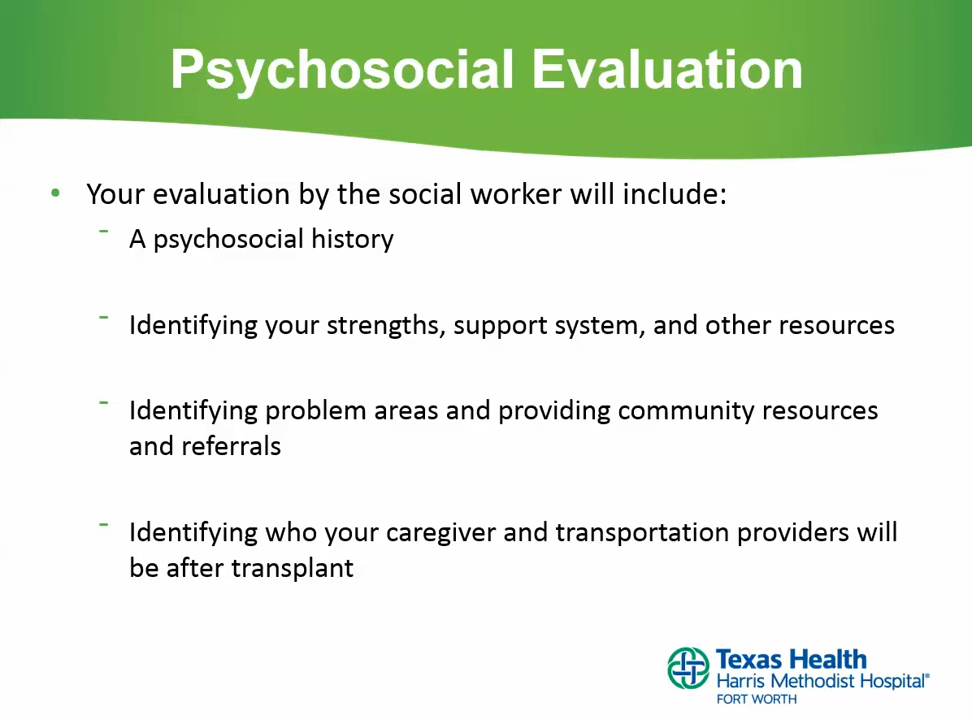 Psychosocial Evaluation
• Your evaluation by the social worker will include:
- A psychosocial history
- Identifying your strengths, support system, and other resources
- Identifying problem areas and providing community resources
and referrals
- Identifying who your caregiver and transportation providers will
be after transplant
Texas Health
Harris Methodist Hospital®
FORT WORTH